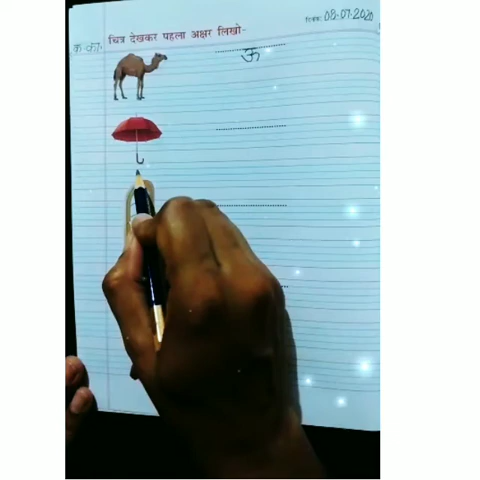 दिनांक: 08-07-2020
क-का. चित्र देखकर पहला अक्षर लिखो-
ऊ